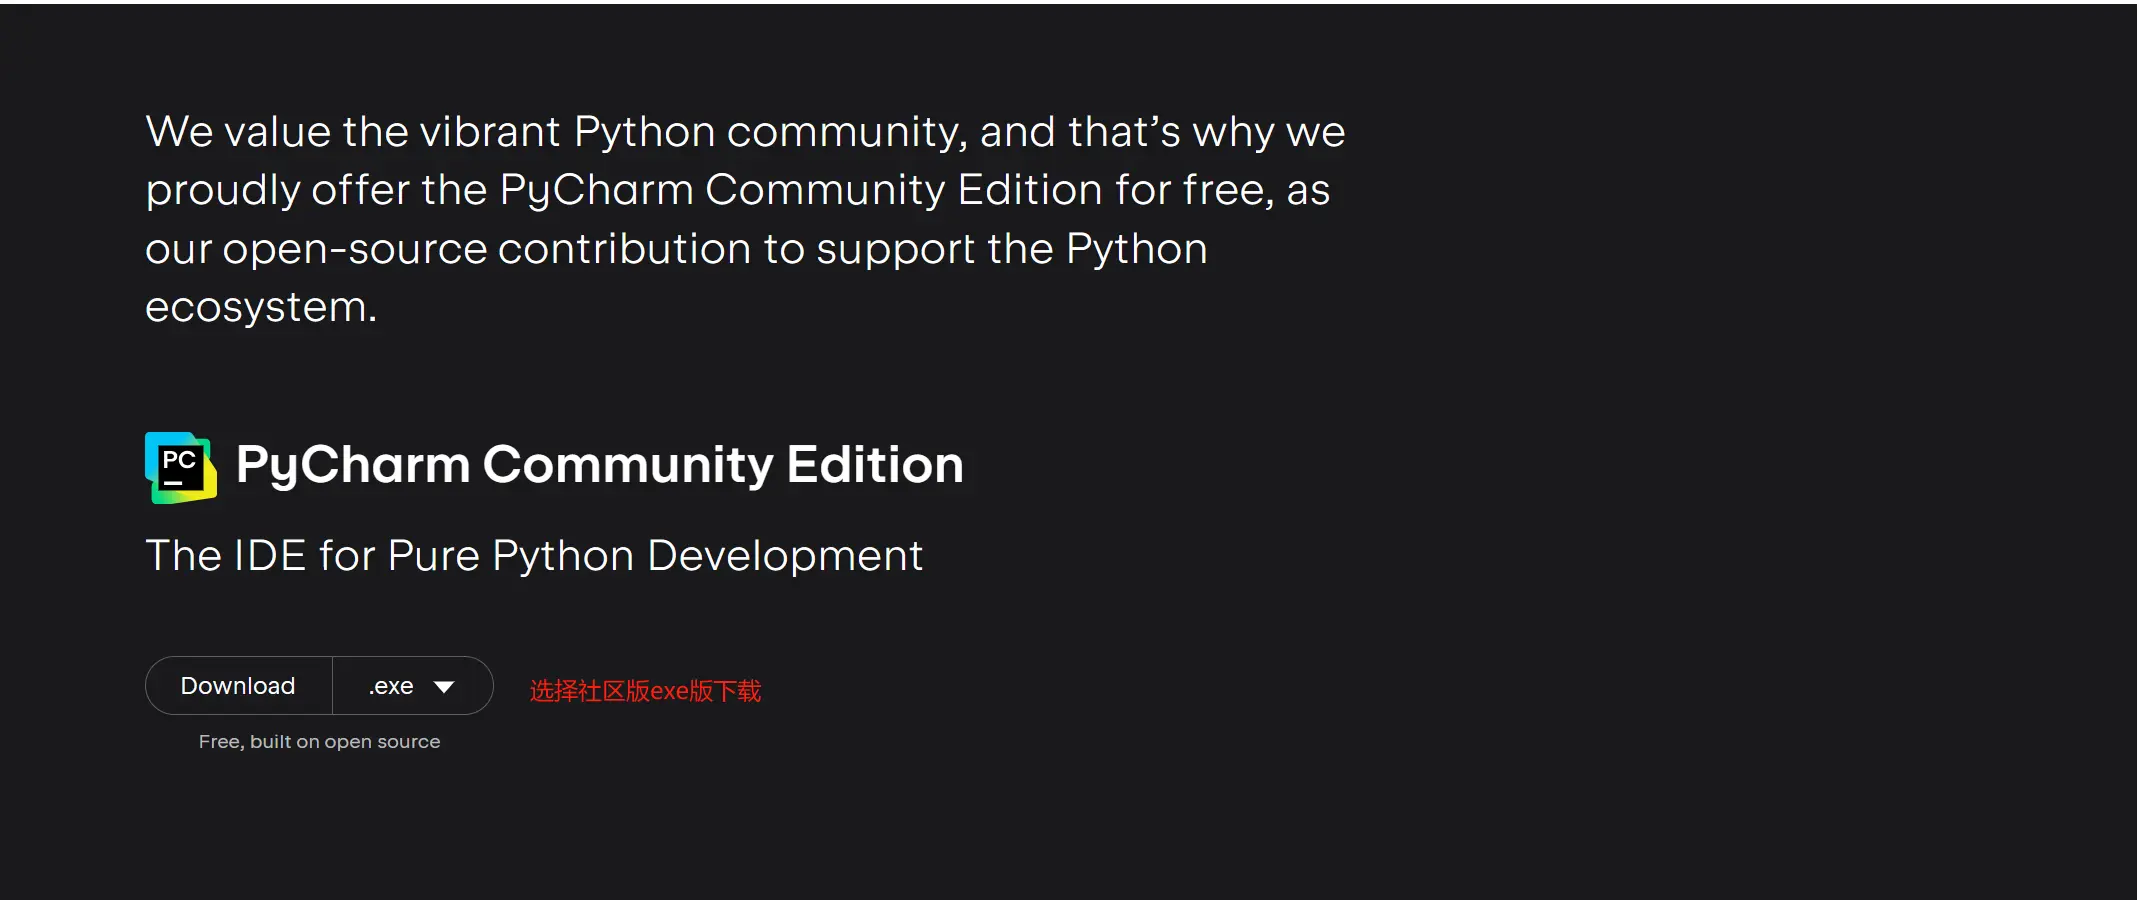 We value the vibrant Python community, and that’s why we
proudly offer the PyCharm Community Edition for free, as
our open-source contribution to support the Python
ecosystem.
PC
PyCharm Community Edition
The IDE for Pure Python Development
Download
.exe
选择社区版exe版下载
Free, built on open source